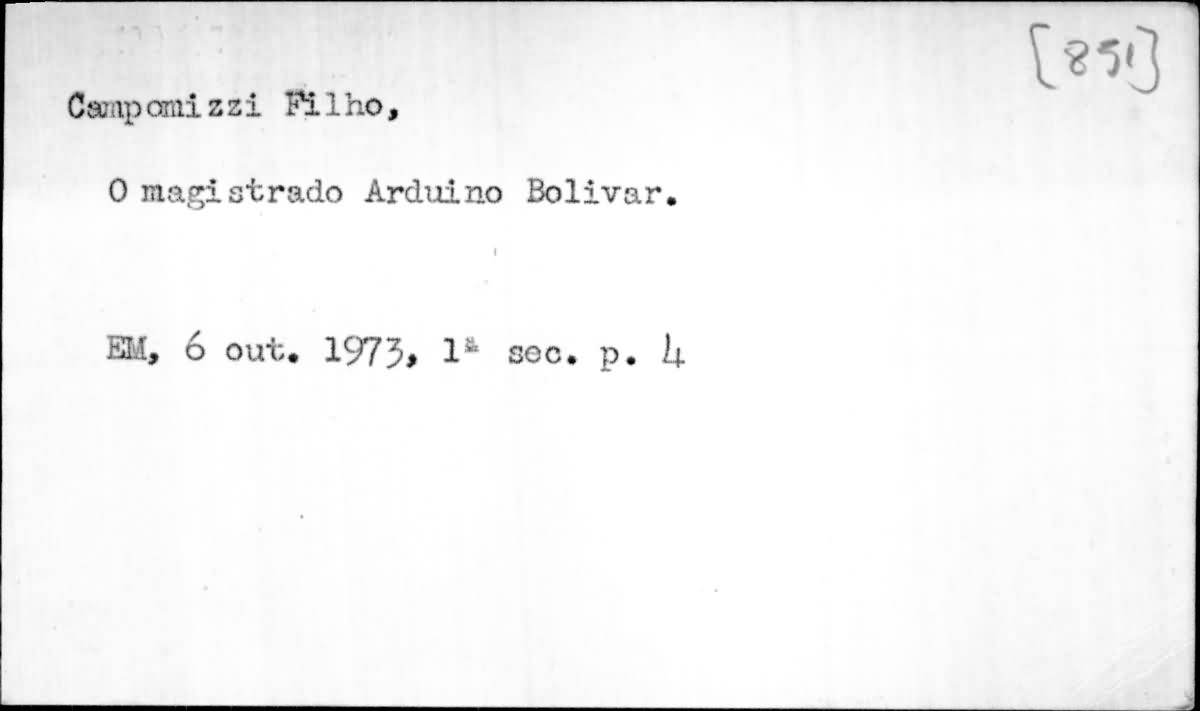 [851]
Campomizzi Filho,
O magistrado Arduino Bolivar.
EM, 6 out. 1973, 1ª sec. p. 4